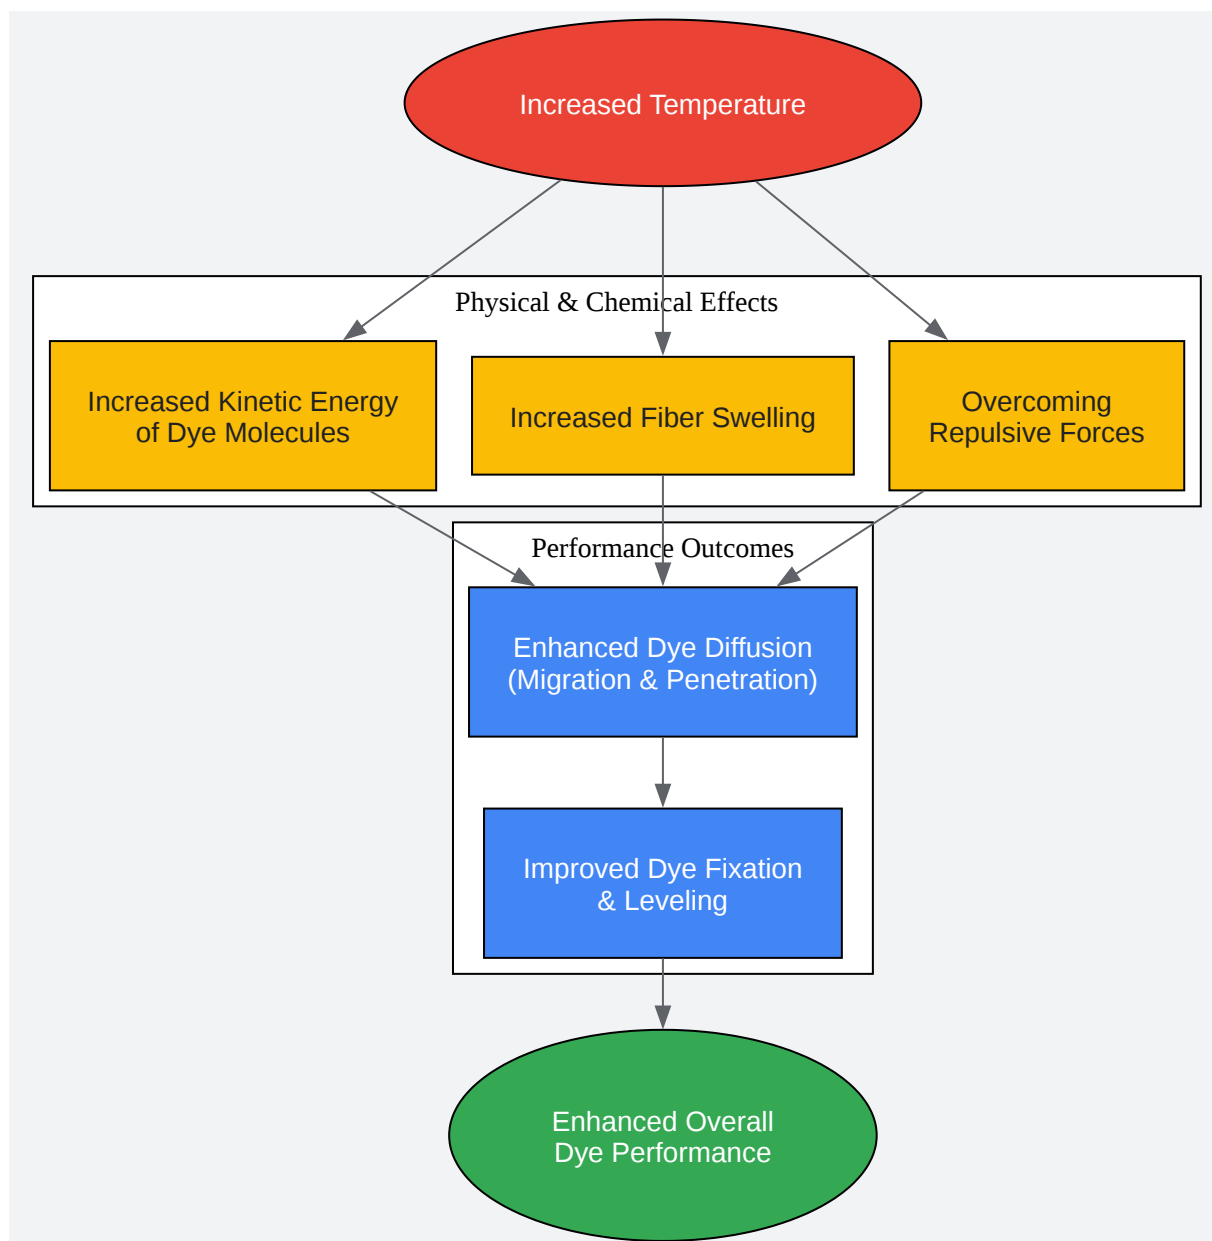 Increased Temperature
Physical & Chemical Effects
Increased Kinetic Energy
of Dye Molecules
Increased Fiber Swelling
Overcoming
Repulsive Forces
Performance Outcomes
Enhanced Dye Diffusion
(Migration & Penetration)
Improved Dye Fixation
& Leveling
Enhanced Overall
Dye Performance